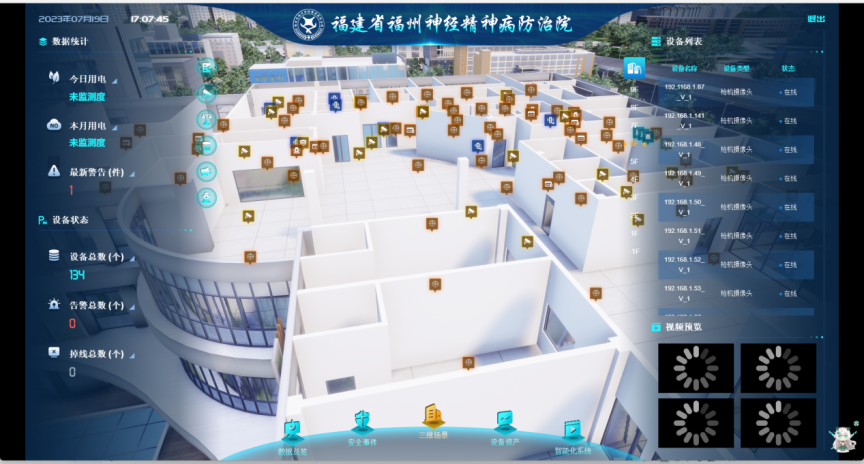 2023年07月19日 17:07:45
福建省福州神经精神病防治院
退出
数据统计
今日用电
未监测度
本月用电
未监测度
最新警告(件)
1
设备状态
设备总数(个)
134
告警总数(个)
0
掉线总数(个)
0
设备列表
设备名称 设备类型 状态
192.1168.1.87_V_1 枪机摄像头 在线
192.168.1.141_V_1 枪机摄像头 在线
192.168.1.48_V_1 枪机摄像头 在线
192.168.1.49_V_1 枪机摄像头 在线
192.168.1.50_V_1 枪机摄像头 在线
192.168.1.51_V_1 枪机摄像头 在线
192.168.1.52_V_1 枪机摄像头 在线
192.168.1.53_V_1 枪机摄像头 在线
5F
1F
视频预览
数据总览
安全事件
三维场景
设备资产
智能化系统